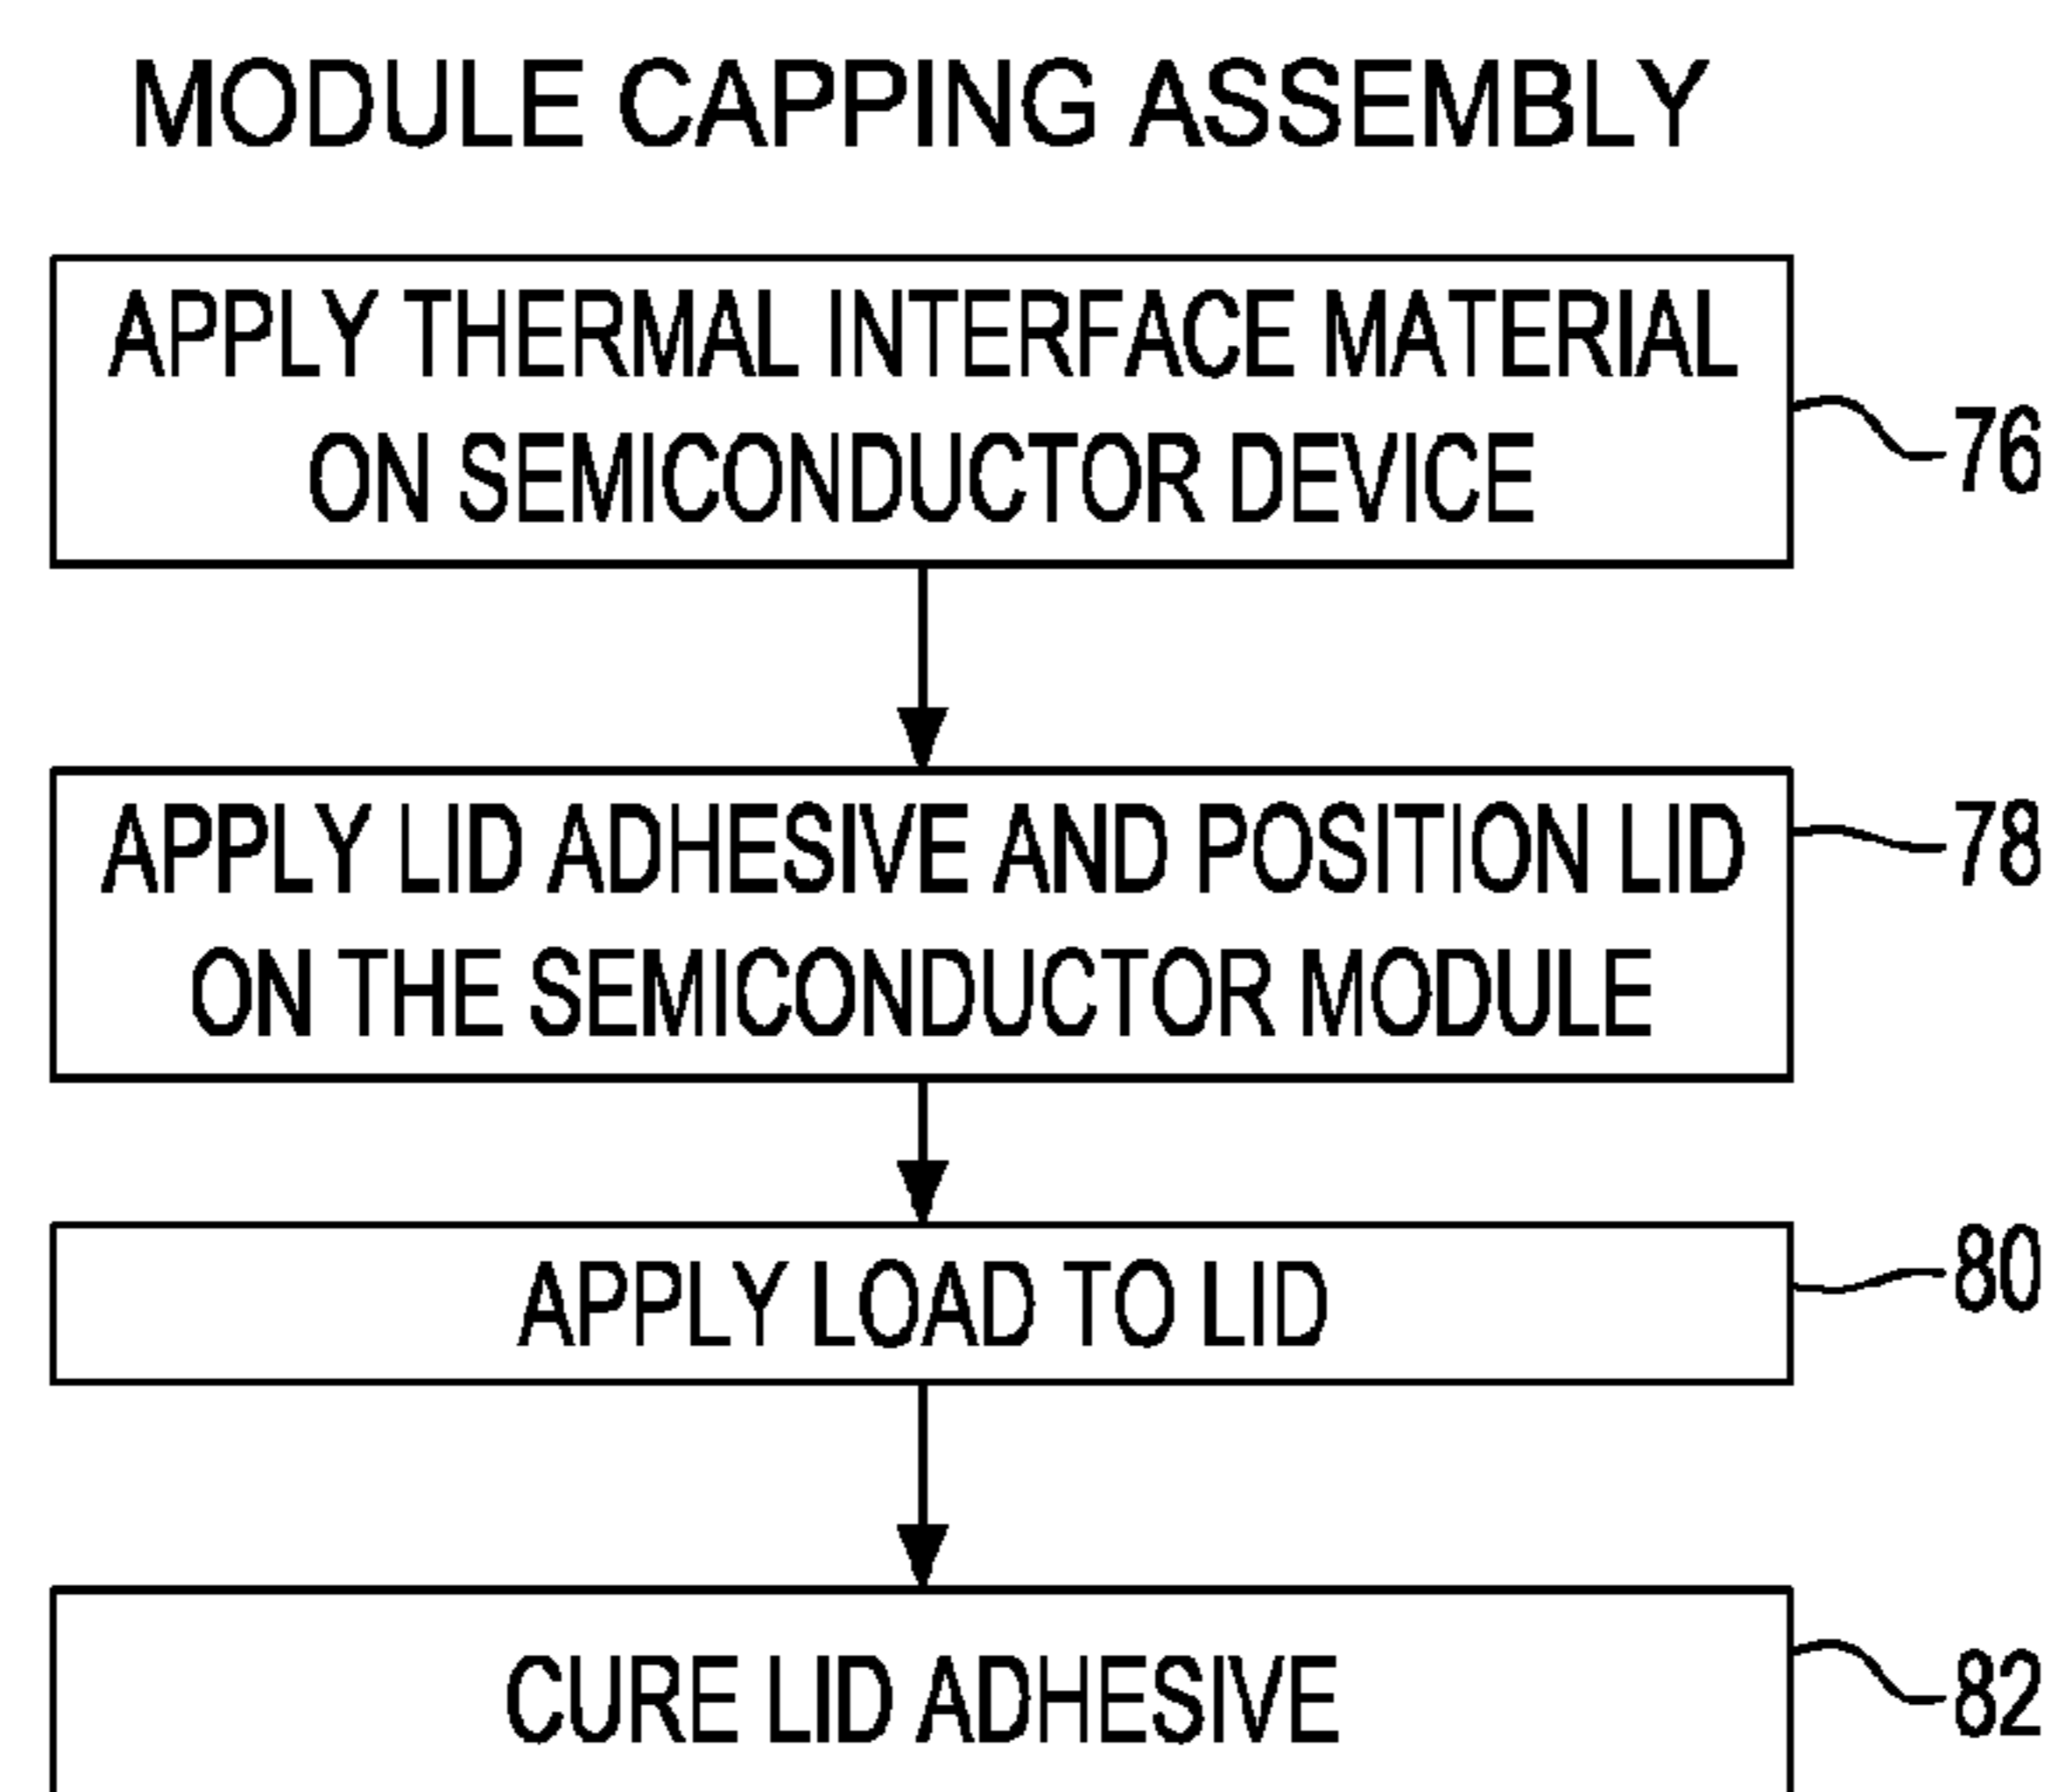 MODULE CAPPING ASSEMBLY
APPLY THERMAL INTERFACE MATERIAL
ON SEMICONDUCTOR DEVICE
76
APPLY LID ADHESIVE AND POSITION LID
ON THE SEMICONDUCTOR MODULE
78
APPLY LOAD TO LID
80
CURE LID ADHESIVE
82